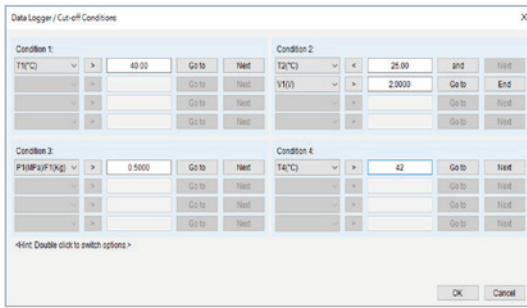 Data Logger / Cut-off Conditions X
Condition 1:
T1(°C) > 40.00 Go to Next
> Go to Next
> Go to Next
> Go to Next
Condition 2:
T2(°C) < 25.00 and Next
V1(V) > 2.0000 Go to End
> Go to Next
> Go to Next
Condition 3:
P1(MPa)/F1(Kg) > 0.5000 Go to Next
> Go to Next
> Go to Next
> Go to Next
Condition 4:
T4(°C) > 42 Go to Next
> Go to Next
> Go to Next
> Go to Next
<Hint: Double click to switch options.>
OK Cancel